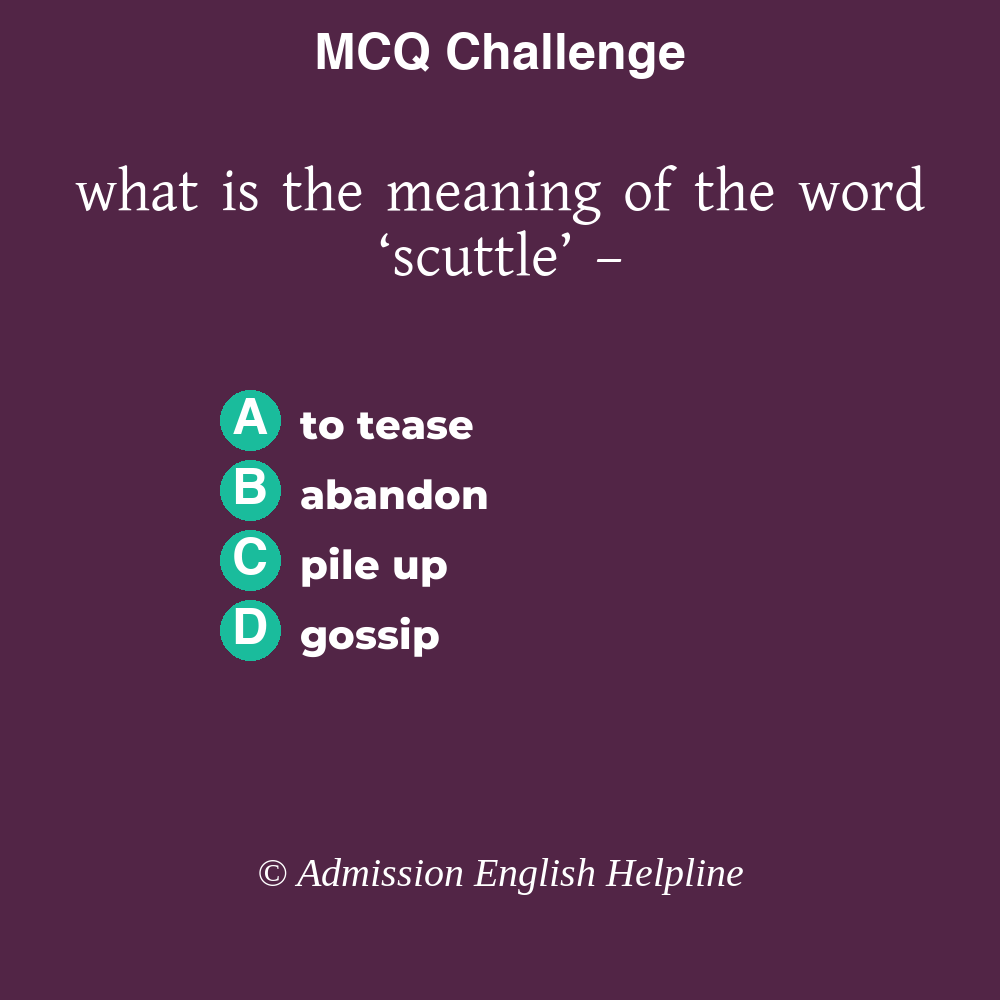 MCQ Challenge
what is the meaning of the word
‘scuttle’ –
A to tease
B abandon
C pile up
D gossip
© Admission English Helpline